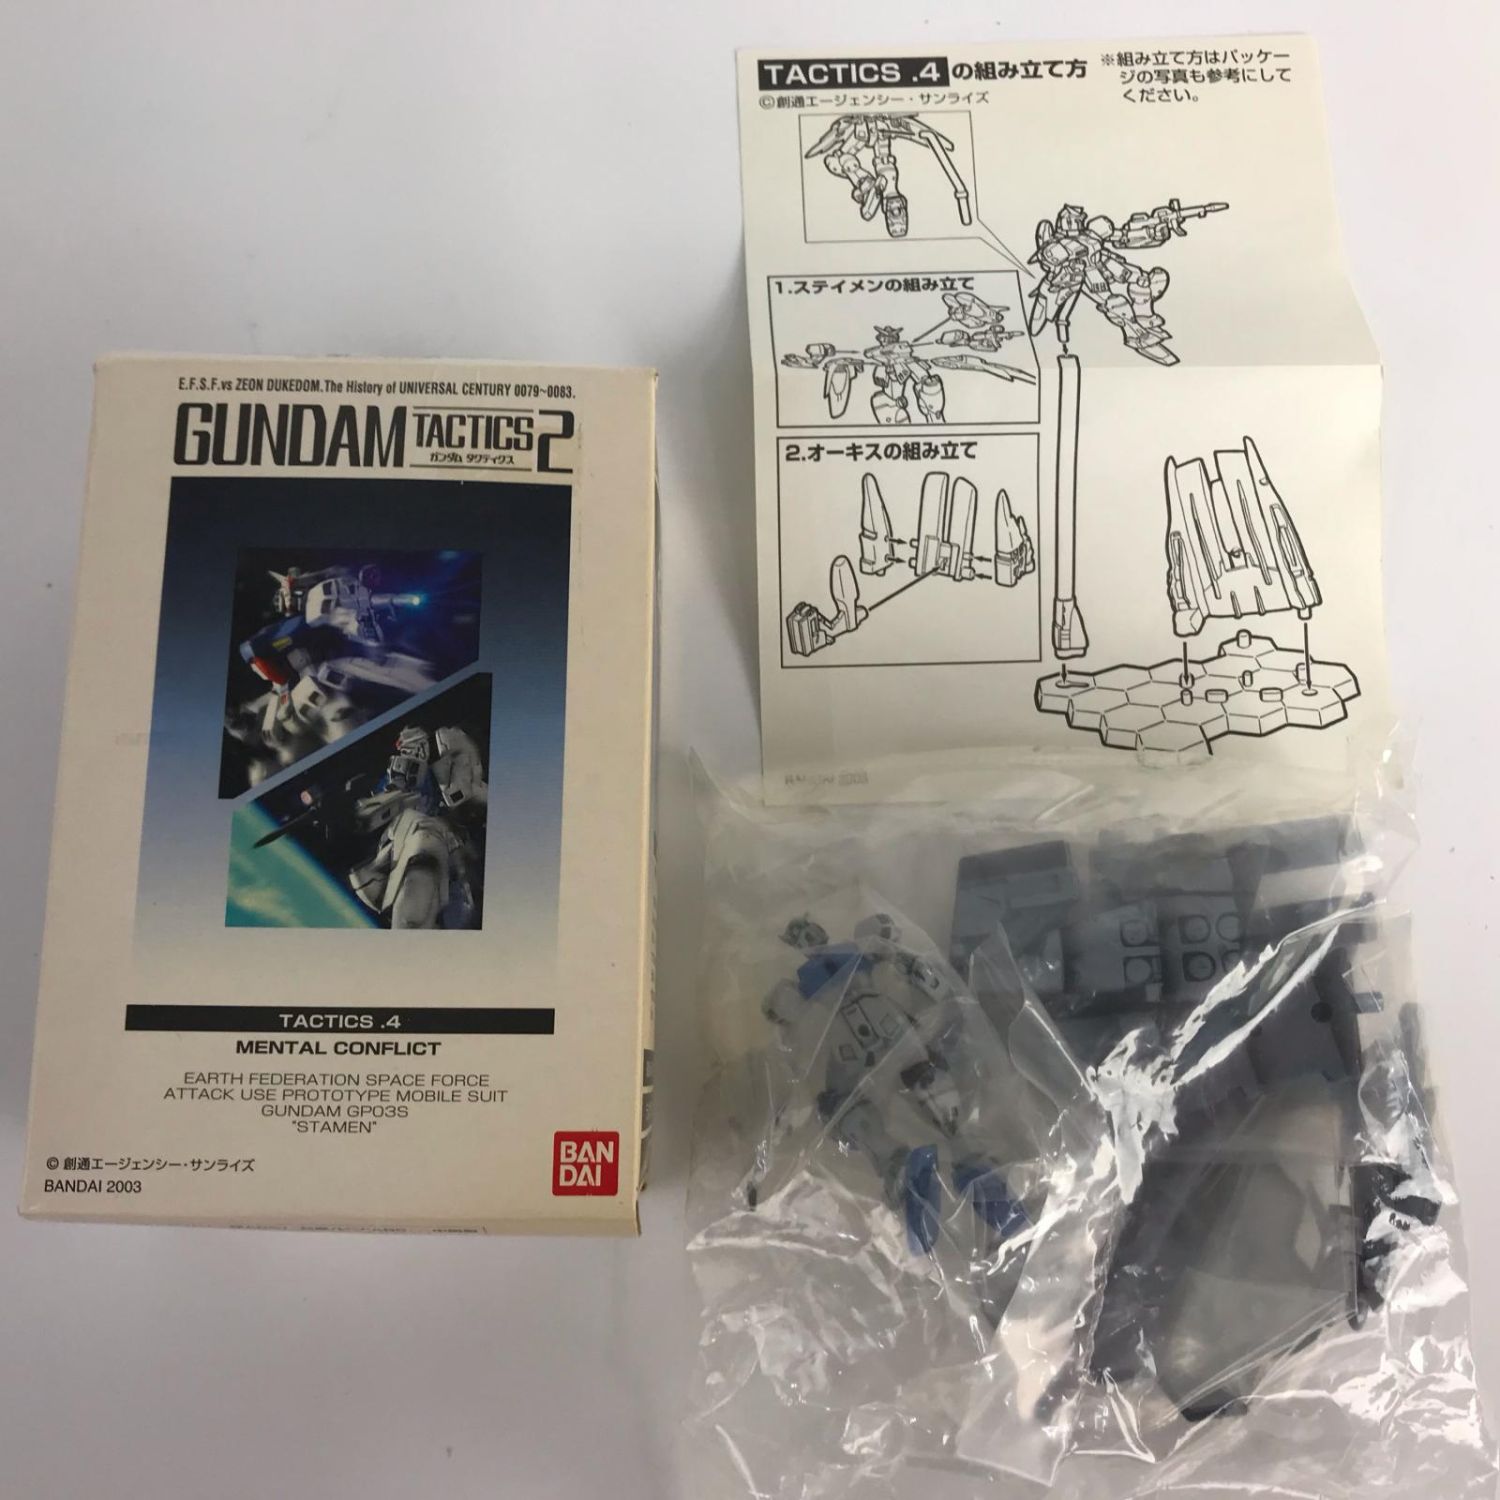 E.F.S.F.vs ZEON DUKEDOM.The History of UNIVERSAL CENTURY 0079~0083.
GUNDAM TACTICS 2
ガンダム タクティクス
TACTICS .4
MENTAL CONFLICT
EARTH FEDERATION SPACE FORCE
ATTACK USE PROTOTYPE MOBILE SUIT
GUNDAM GP03S
"STAMEN"
© 創通エージェンシー・サンライズ
BANDAI 2003
BAN
DAI
TACTICS .4 の組み立て方
©創通エージェンシー・サンライズ
※組み立て方はパッケー
ジの写真も参考にして
ください。
1.ステイメンの組み立て
2.オーキスの組み立て